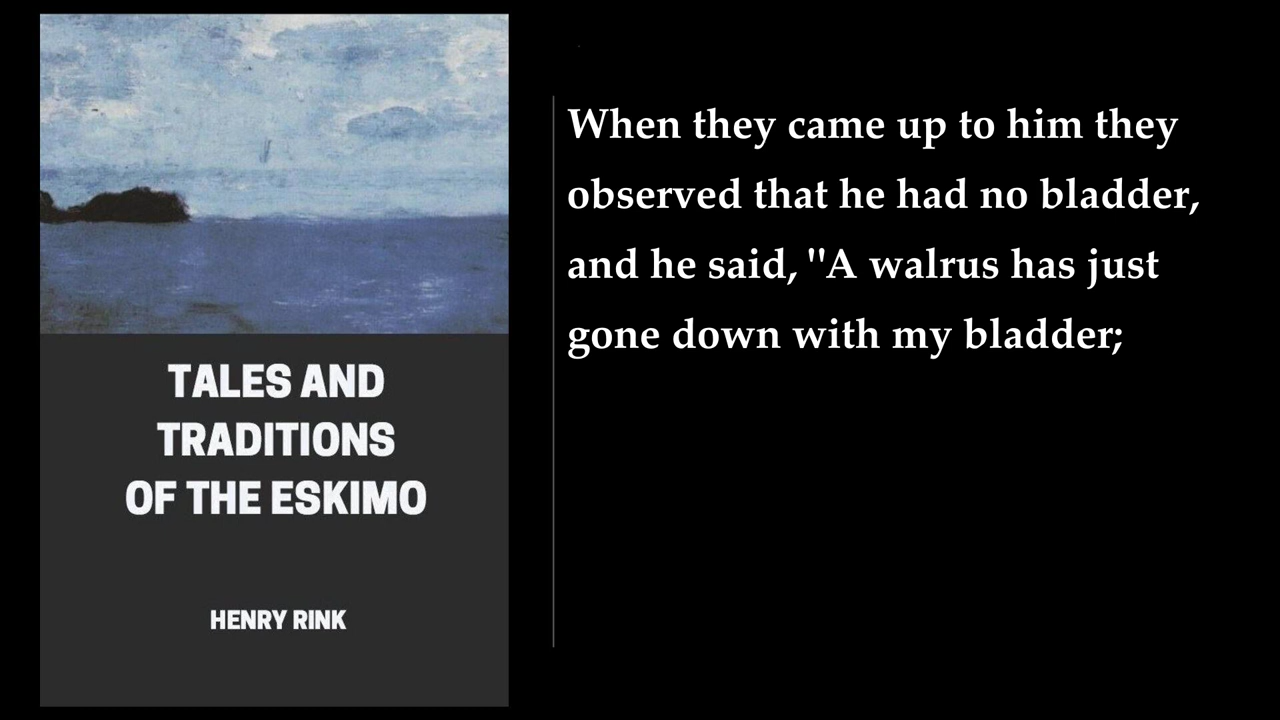 TALES AND
TRADITIONS
OF THE ESKIMO
HENRY RINK
When they came up to him they
observed that he had no bladder,
and he said, "A walrus has just
gone down with my bladder;